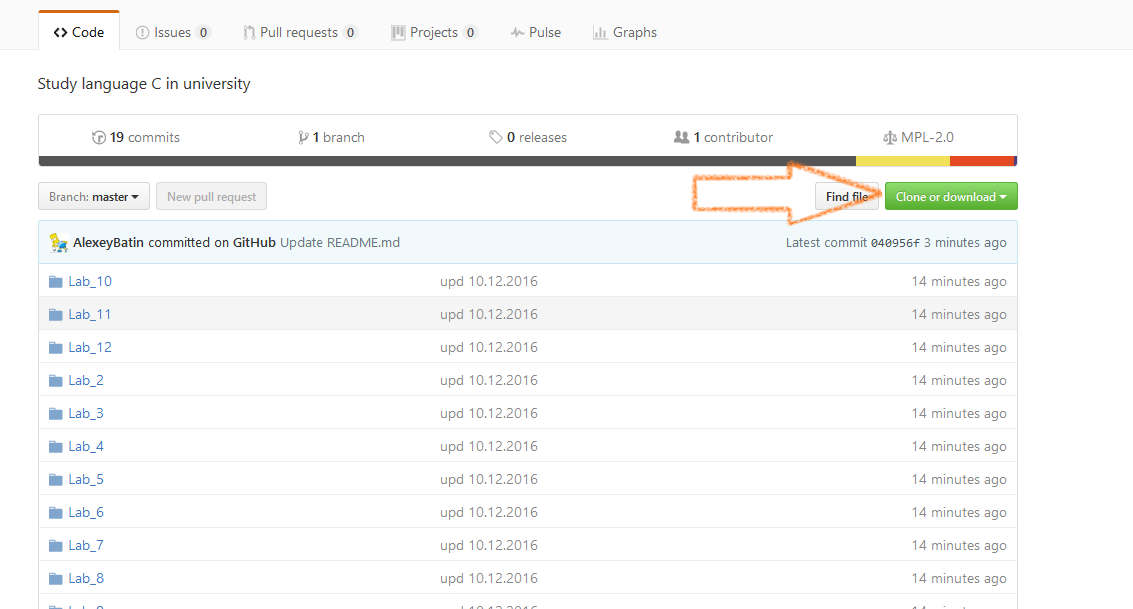 Code Issues 0 Pull requests 0 Projects 0 Pulse Graphs
Study language C in university
19 commits 1 branch 0 releases 1 contributor MPL-2.0
Branch: master New pull request Find file Clone or download
AlexeyBatin committed on GitHub Update README.md Latest commit 040956f 3 minutes ago
Lab_10 upd 10.12.2016 14 minutes ago
Lab_11 upd 10.12.2016 14 minutes ago
Lab_12 upd 10.12.2016 14 minutes ago
Lab_2 upd 10.12.2016 14 minutes ago
Lab_3 upd 10.12.2016 14 minutes ago
Lab_4 upd 10.12.2016 14 minutes ago
Lab_5 upd 10.12.2016 14 minutes ago
Lab_6 upd 10.12.2016 14 minutes ago
Lab_7 upd 10.12.2016 14 minutes ago
Lab_8 upd 10.12.2016 14 minutes ago